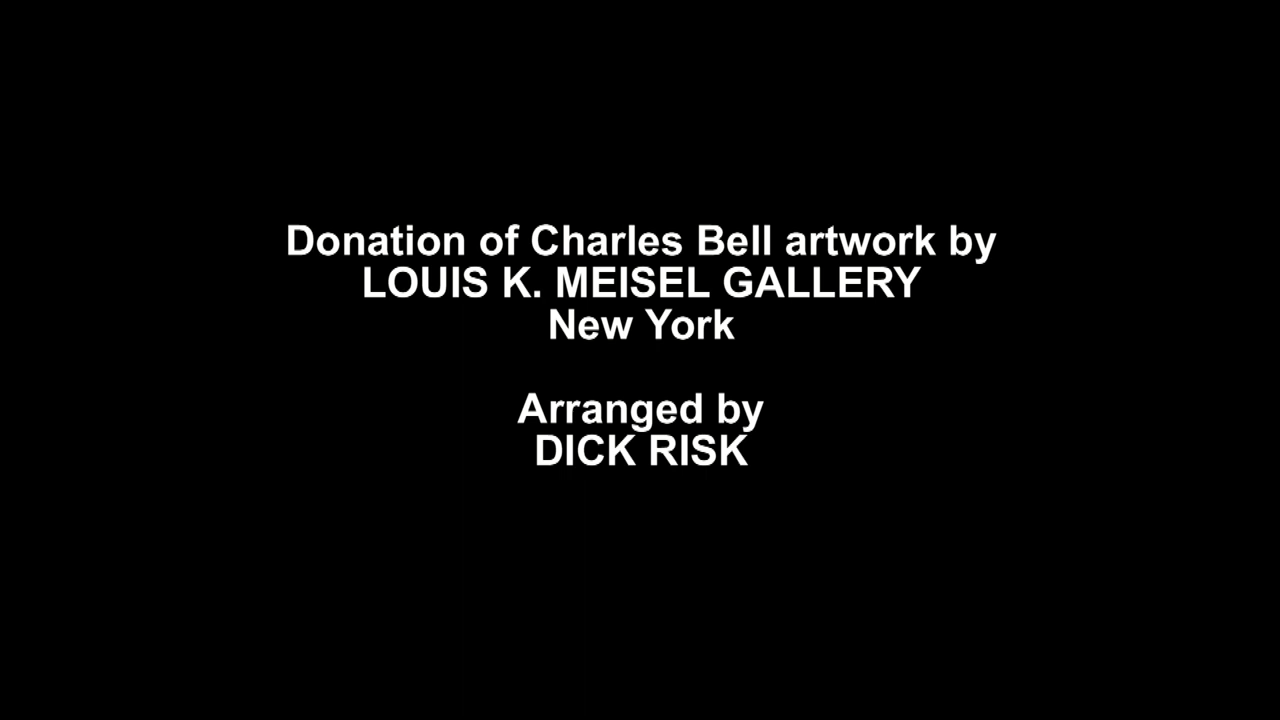 Donation of Charles Bell artwork by
LOUIS K. MEISEL GALLERY
New York
Arranged by
DICK RISK